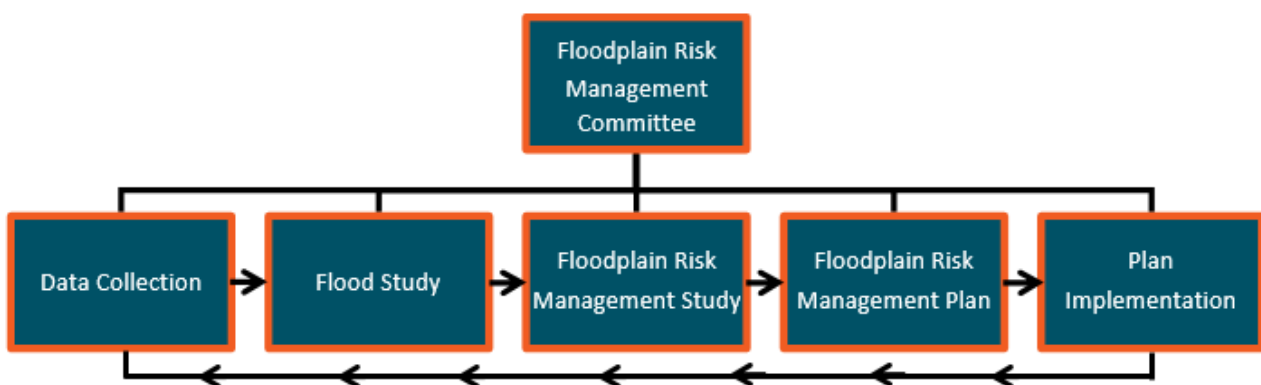 Floodplain Risk
Management
Committee
Data Collection
Flood Study
Floodplain Risk
Management Study
Floodplain Risk
Management Plan
Plan
Implementation